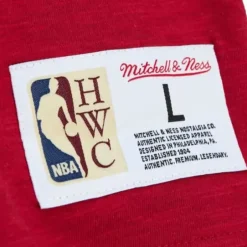 Mitchell & Ness
H
W
C
NBA
L
MITCHELL & NESS NOSTALGIA CO.
AUTHENTIC LICENSED APPAREL
DESIGNED IN PHILADELPHIA, PA
ESTABLISHED 1904
AUTHENTIC. PREMIUM. LEGENDARY.